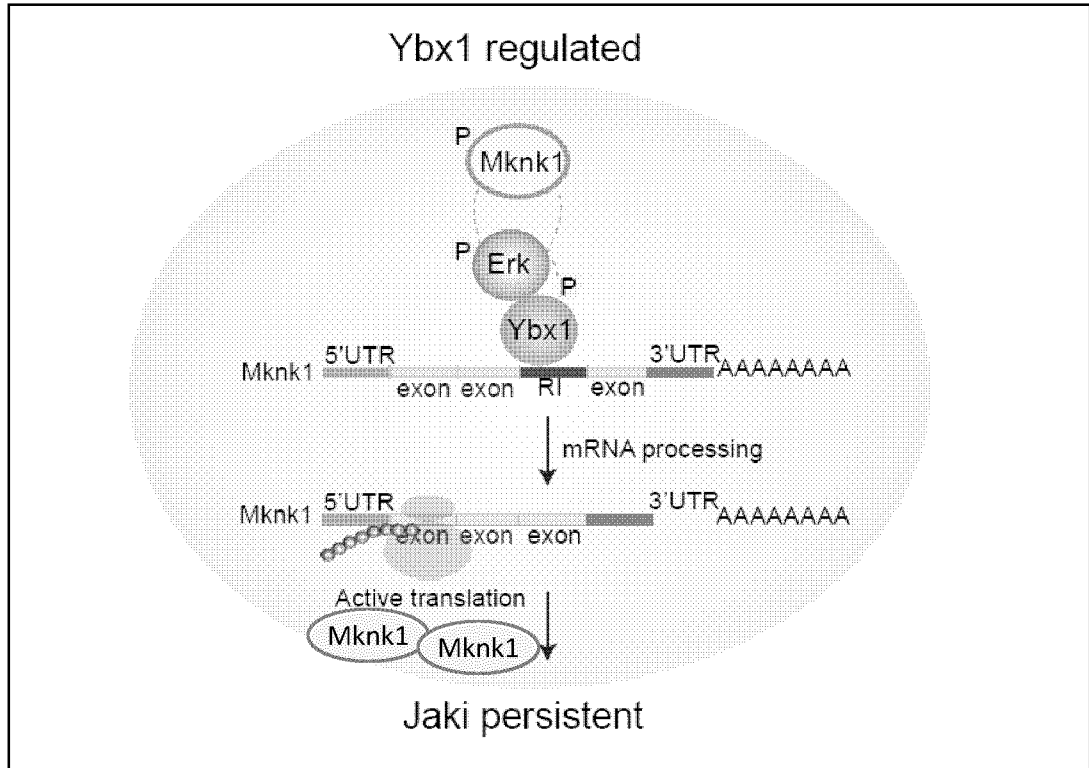 Ybx1 regulated
P
Mknk1
P
Erk
P
Ybx1
Mknk1 5'UTR 3'UTR AAAAAAAA
exon exon RI exon
mRNA processing
Mknk1 5'UTR 3'UTR AAAAAAAA
exon exon exon
Active translation
Mknk1 Mknk1
Jaki persistent